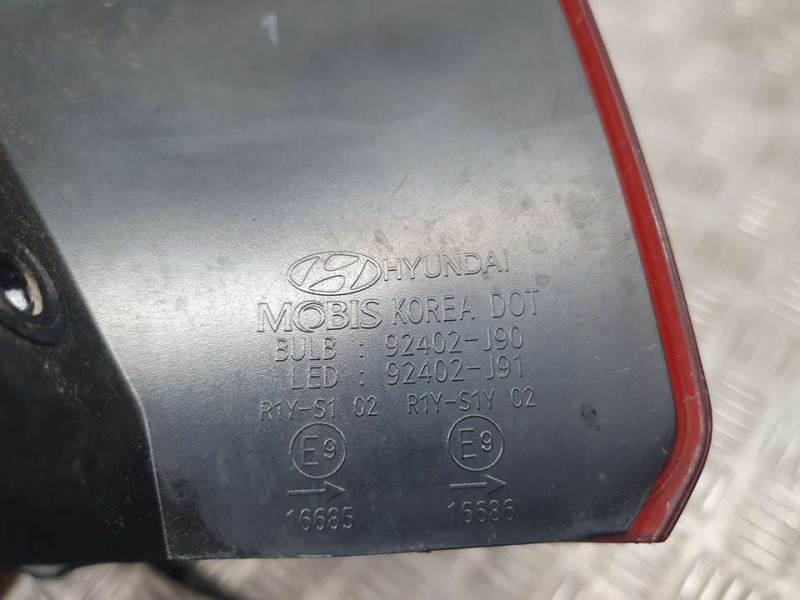 1
HYUNDAI
MOBIS KOREA DOT
BULB : 92402-J90
LED : 92402-J91
R1Y-S1 02 R1Y-S1Y 02
E9 E9
16685 16686